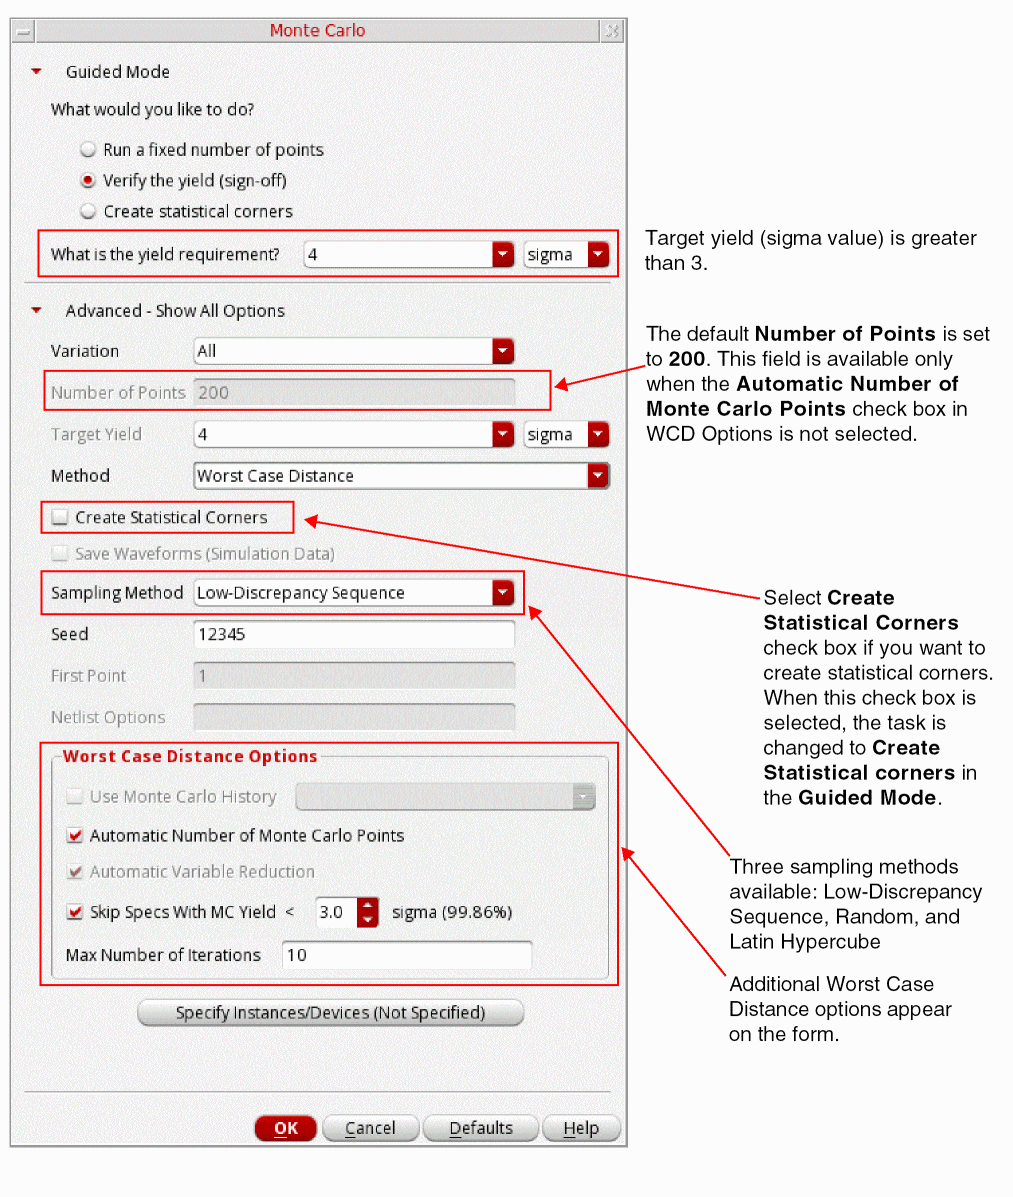 Monte Carlo
Guided Mode
What would you like to do?
Run a fixed number of points
Verify the yield (sign-off)
Create statistical corners
What is the yield requirement? 4 sigma
Target yield (sigma value) is greater
than 3.
Advanced - Show All Options
Variation All
Number of Points 200
The default Number of Points is set
to 200. This field is available only
when the Automatic Number of
Monte Carlo Points check box in
WCD Options is not selected.
Target Yield 4 sigma
Method Worst Case Distance
Create Statistical Corners
Save Waveforms (Simulation Data)
Sampling Method Low-Discrepancy Sequence
Seed 12345
First Point 1
Netlist Options
Select Create
Statistical Corners
check box if you want to
create statistical corners.
When this check box is
selected, the task is
changed to Create
Statistical corners in
the Guided Mode.
Worst Case Distance Options
Use Monte Carlo History
Automatic Number of Monte Carlo Points
Automatic Variable Reduction
Skip Specs With MC Yield < 3.0 sigma (99.86%)
Max Number of Iterations 10
Three sampling methods
available: Low-Discrepancy
Sequence, Random, and
Latin Hypercube
Additional Worst Case
Distance options appear
on the form.
Specify Instances/Devices (Not Specified)
OK Cancel Defaults Help